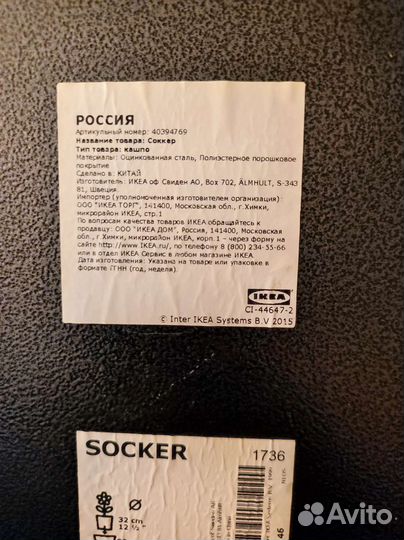 РОССИЯ
Артикульный номер: 40394769
Название товара: Соккер
Тип товара: кашпо
Материалы: Оцинкованная сталь, Полиэстерное порошковое
покрытие
Сделано в: КИТАЙ
Изготовитель: ИКЕА оф Свиден АО, Box 702, ÄLMHULT, S-343
81, Швеция
Импортер (уполномоченная изготовителем организация):
ООО "ИКЕА ТОРГ", 141400, Московская обл., г.Химки,
микрорайон ИКЕА, стр.1
По вопросам качества товаров ИКЕА обращайтесь к
продавцу: ООО "ИКЕА ДОМ", Россия, 141400, Московская
обл., г.Химки, микрорайон ИКЕА, корп.1 - через форму на
сайте http://www.IKEA.ru/, по телефону 8 (800) 234-55-66
или в отдел ИКЕА Сервис в любом магазине ИКЕА
Дата изготовления: Указана на товаре или упаковке в
формате ГГНН (год, неделя).
IKEA
CI-44647-2
© Inter IKEA Systems B.V 2015
SOCKER
1736
Ø
32 cm
12 ½ "
46
Avito